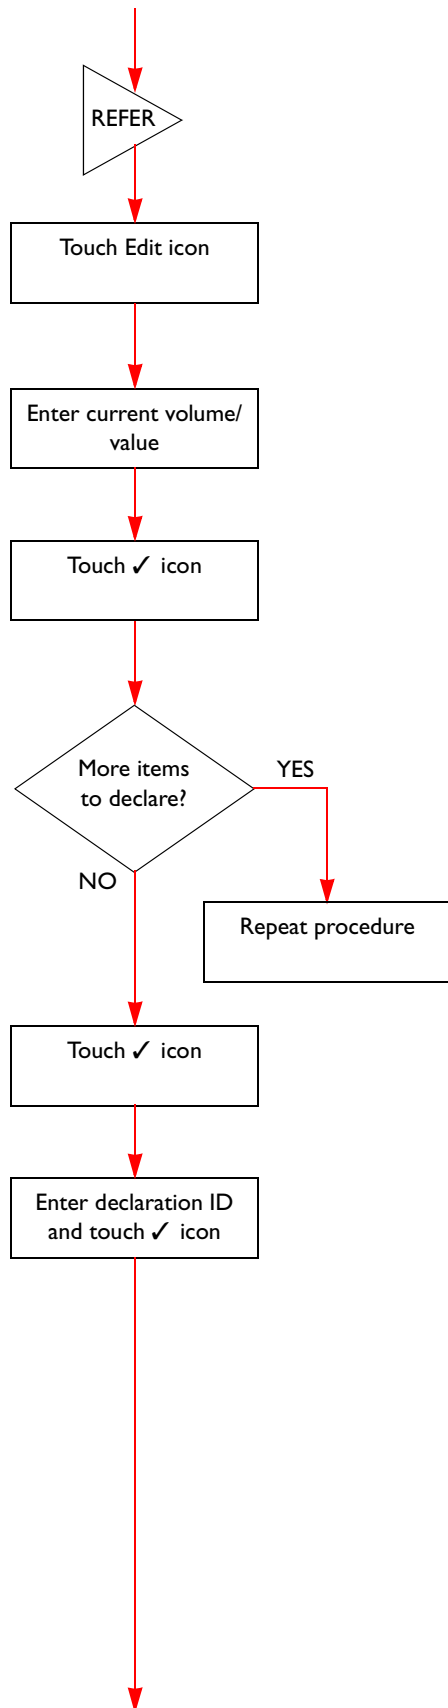 REFER
Touch Edit icon
Enter current volume/
value
Touch ✓ icon
More items
to declare?
YES
NO
Repeat procedure
Touch ✓ icon
Enter declaration ID
and touch ✓ icon